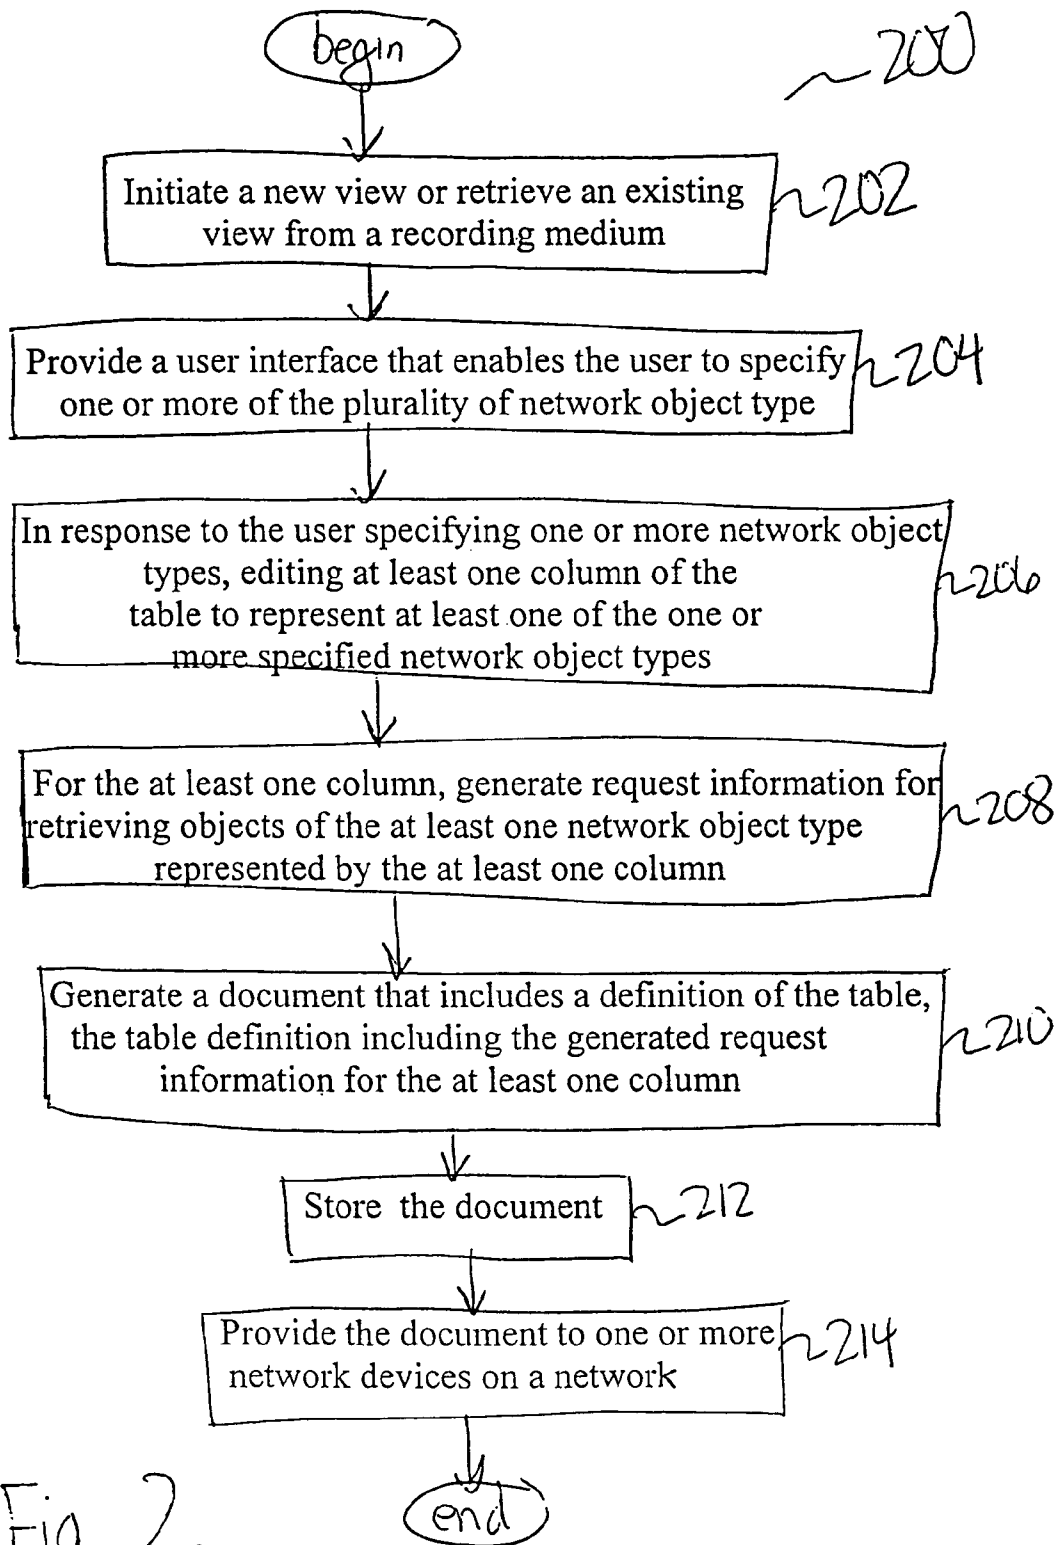 begin
200
Initiate a new view or retrieve an existing
view from a recording medium
202
Provide a user interface that enables the user to specify
one or more of the plurality of network object type
204
In response to the user specifying one or more network object
types, editing at least one column of the
table to represent at least one of the one or
more specified network object types
206
For the at least one column, generate request information for
retrieving objects of the at least one network object type
represented by the at least one column
208
Generate a document that includes a definition of the table,
the table definition including the generated request
information for the at least one column
210
Store the document
212
Provide the document to one or more
network devices on a network
214
end
Fig 2.